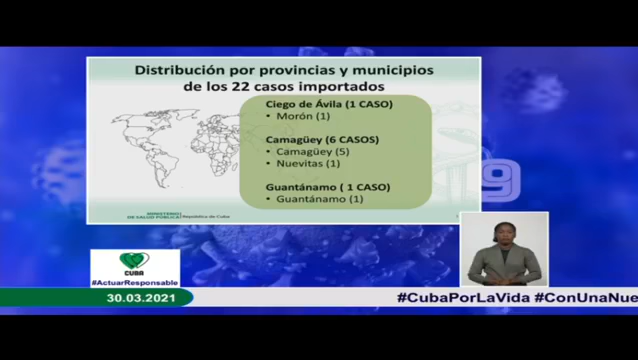 Distribución por provincias y municipios
de los 22 casos importados
Ciego de Ávila (1 CASO)
• Morón (1)
Camagüey (6 CASOS)
• Camagüey (5)
• Nuevitas (1)
Guantánamo ( 1 CASO)
• Guantánamo (1)
MINISTERIO
DE SALUD PÚBLICA República de Cuba
9
CUBA
#ActuarResponsable
30.03.2021
#CubaPorLaVida #ConUnaNue